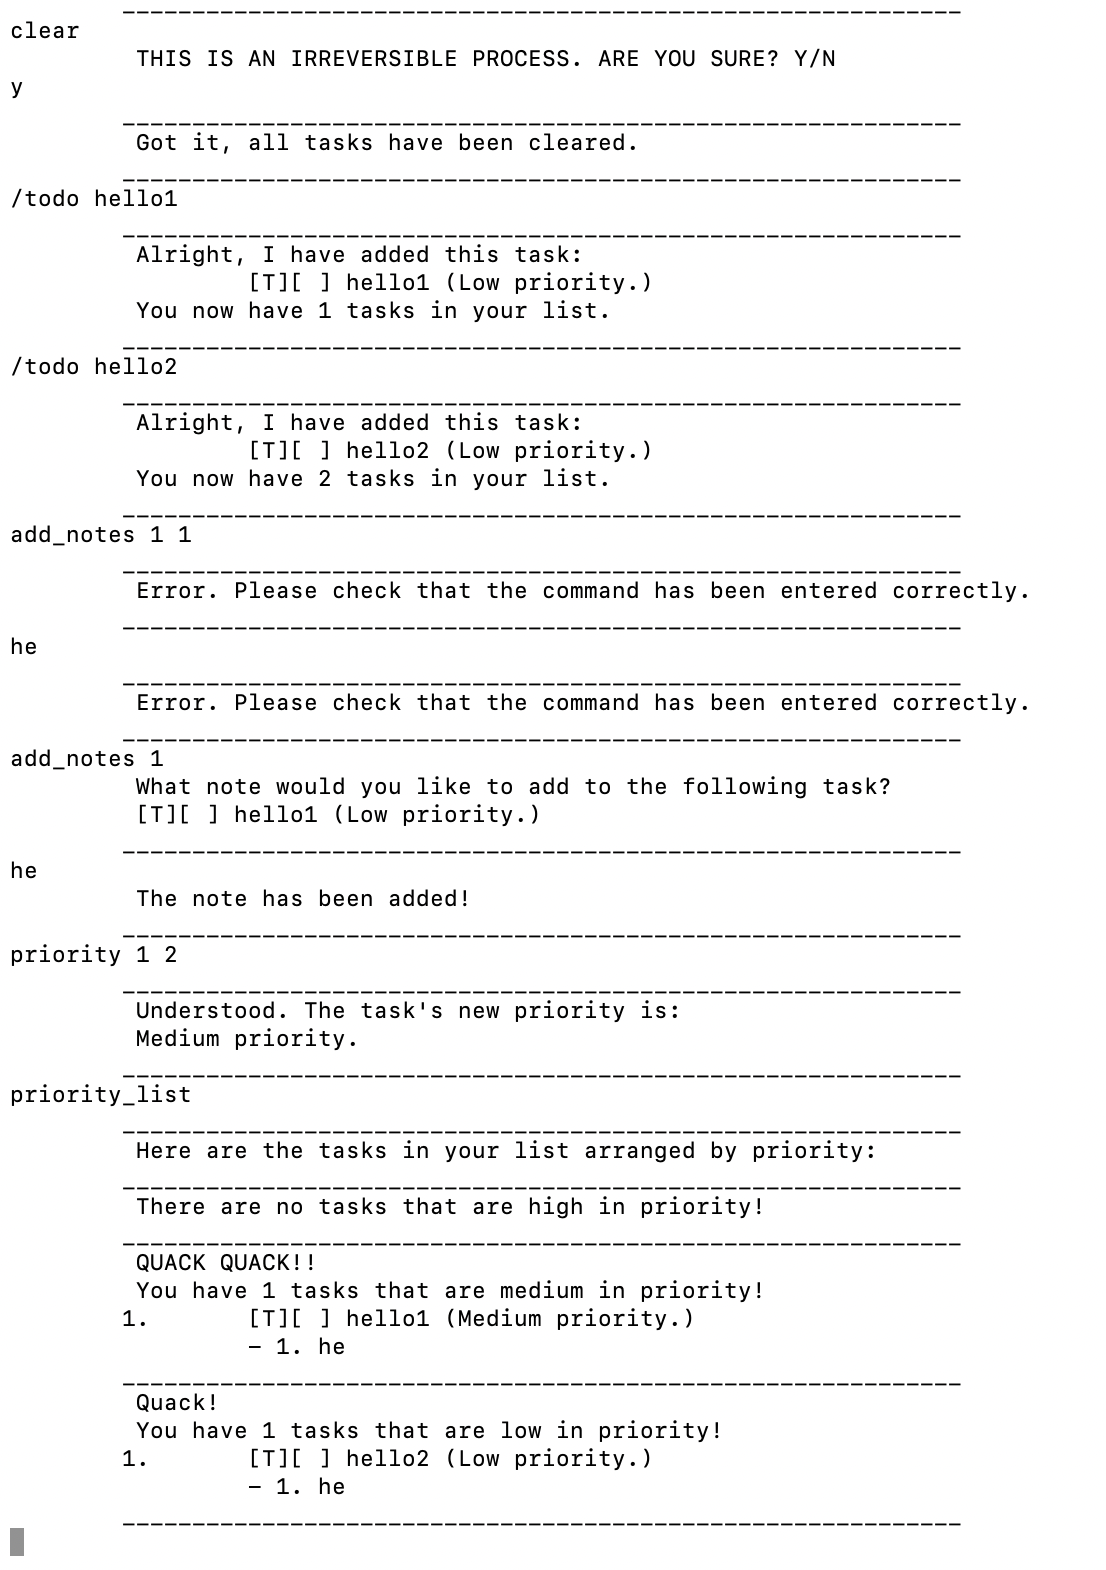 ____________________________________________________________
clear
THIS IS AN IRREVERSIBLE PROCESS. ARE YOU SURE? Y/N
y
____________________________________________________________
Got it, all tasks have been cleared.
____________________________________________________________
/todo hello1
____________________________________________________________
Alright, I have added this task:
[T][ ] hello1 (Low priority.)
You now have 1 tasks in your list.
____________________________________________________________
/todo hello2
____________________________________________________________
Alright, I have added this task:
[T][ ] hello2 (Low priority.)
You now have 2 tasks in your list.
____________________________________________________________
add_notes 1 1
____________________________________________________________
Error. Please check that the command has been entered correctly.
____________________________________________________________
he
____________________________________________________________
Error. Please check that the command has been entered correctly.
____________________________________________________________
add_notes 1
What note would you like to add to the following task?
[T][ ] hello1 (Low priority.)
____________________________________________________________
he
The note has been added!
____________________________________________________________
priority 1 2
____________________________________________________________
Understood. The task's new priority is:
Medium priority.
____________________________________________________________
priority_list
____________________________________________________________
Here are the tasks in your list arranged by priority:
____________________________________________________________
There are no tasks that are high in priority!
____________________________________________________________
QUACK QUACK!!
You have 1 tasks that are medium in priority!
1. [T][ ] hello1 (Medium priority.)
- 1. he
____________________________________________________________
Quack!
You have 1 tasks that are low in priority!
1. [T][ ] hello2 (Low priority.)
- 1. he
____________________________________________________________